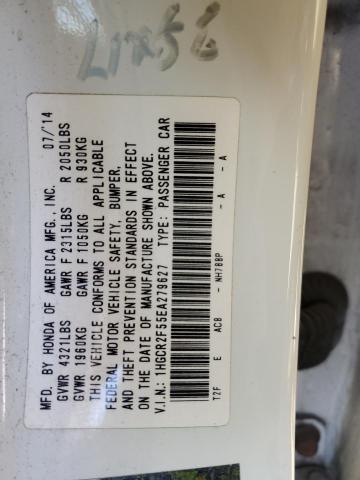 MFD. BY HONDA OF AMERICA MFG., INC. 07/'14
GVWR 4321LBS GAWR F 2315LBS R 2050LBS
GVWR 1960KG GAWR F 1050KG R 930KG
THIS VEHICLE CONFORMS TO ALL APPLICABLE
FEDERAL MOTOR VEHICLE SAFETY, BUMPER,
AND THEFT PREVENTION STANDARDS IN EFFECT
ON THE DATE OF MANUFACTURE SHOWN ABOVE.
V.I.N.: 1HGCR2F55EA279627 TYPE: PASSENGER CAR
T2F E ACB - NH788P - A - A